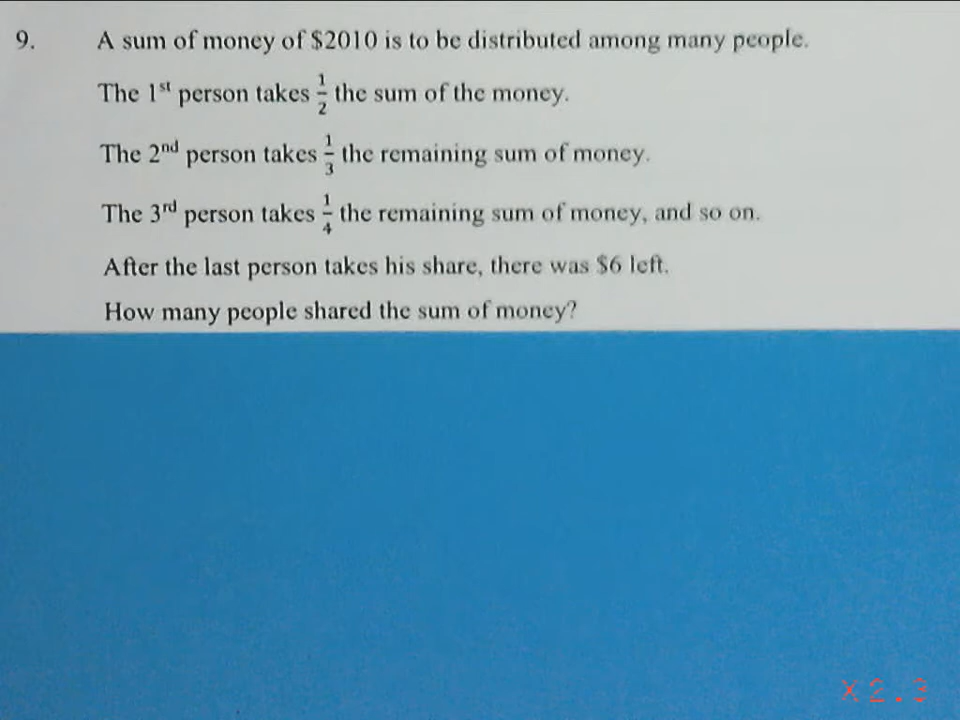 9. A sum of money of $2010 is to be distributed among many people.
The 1st person takes 1/2 the sum of the money.
The 2nd person takes 1/3 the remaining sum of money.
The 3rd person takes 1/4 the remaining sum of money, and so on.
After the last person takes his share, there was $6 left.
How many people shared the sum of money?
X2.2